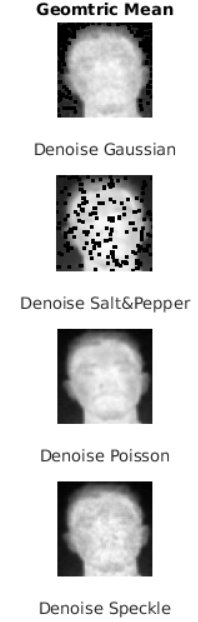 Geomtric Mean
Denoise Gaussian
Denoise Salt&Pepper
Denoise Poisson
Denoise Speckle